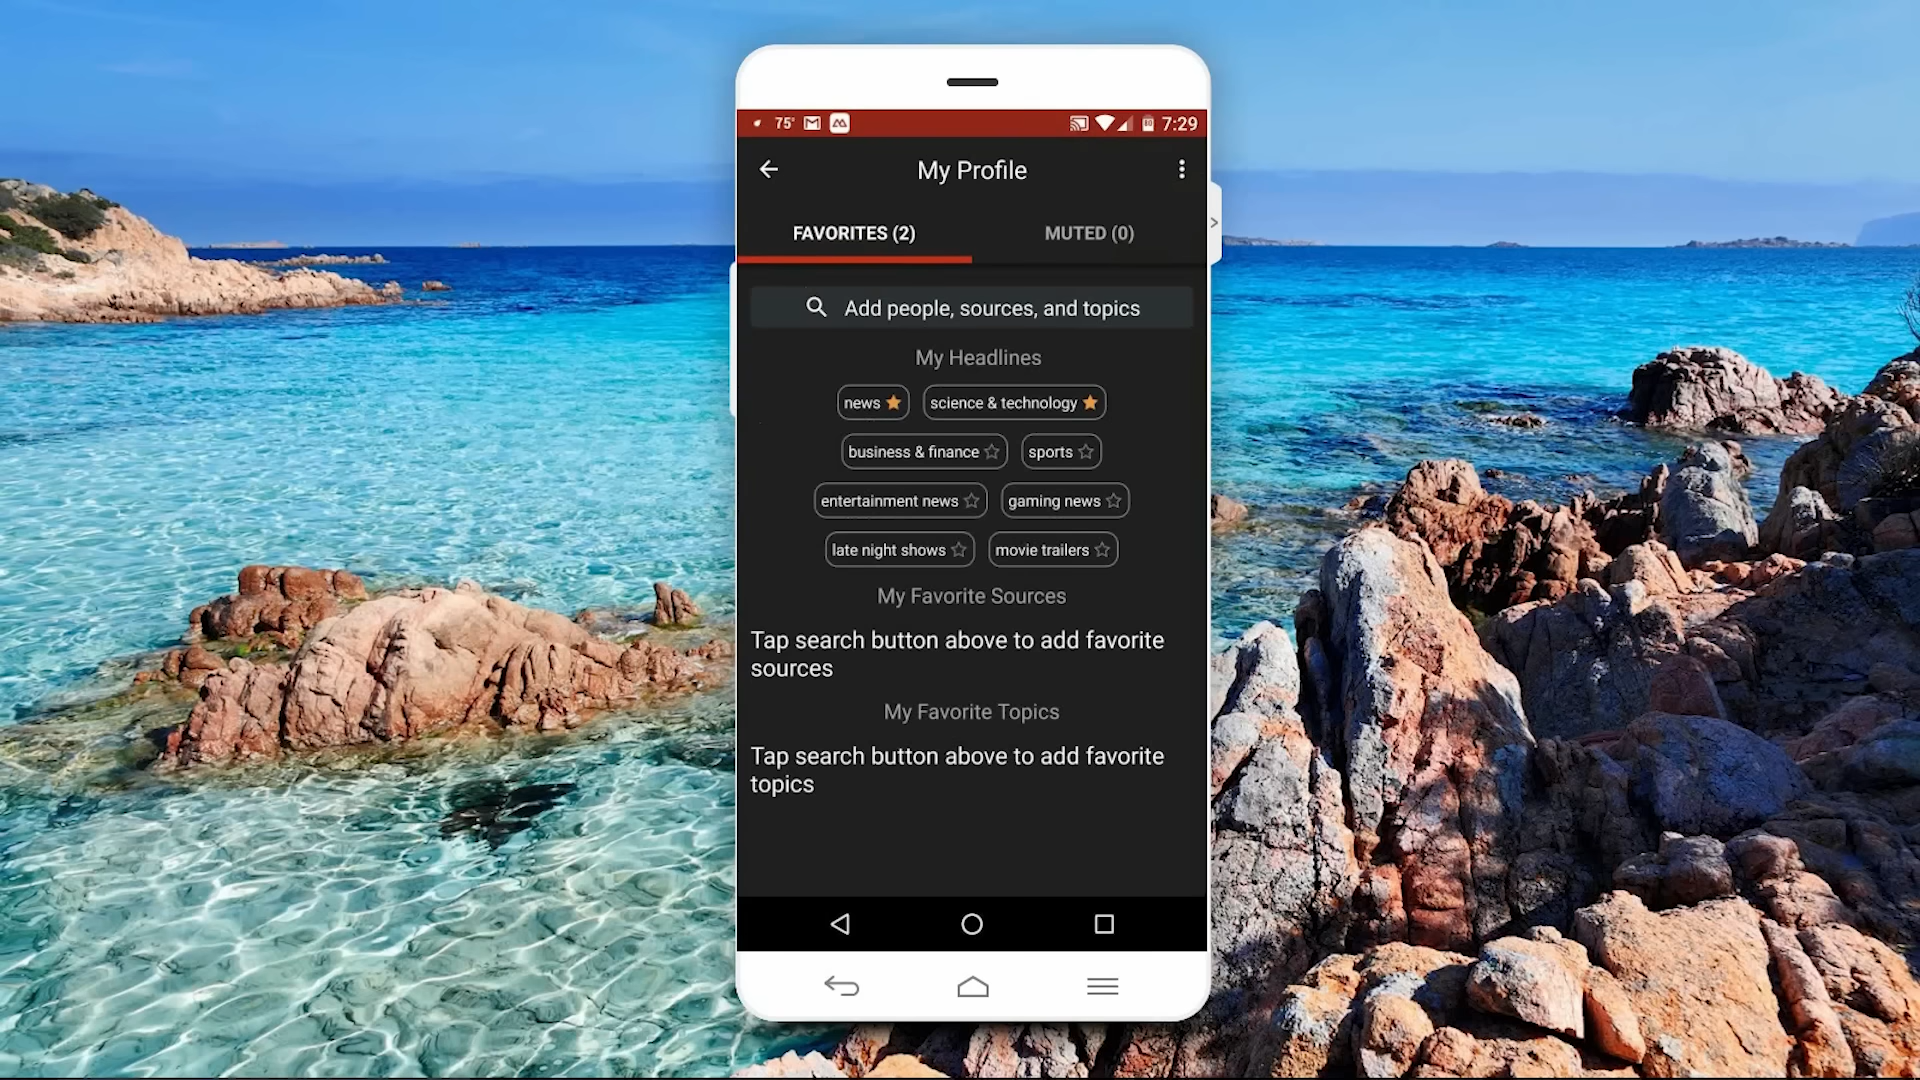 75°
7:29
My Profile
FAVORITES (2)
MUTED (0)
Add people, sources, and topics
My Headlines
news
science & technology
business & finance
sports
entertainment news
gaming news
late night shows
movie trailers
My Favorite Sources
Tap search button above to add favorite
sources
My Favorite Topics
Tap search button above to add favorite
topics